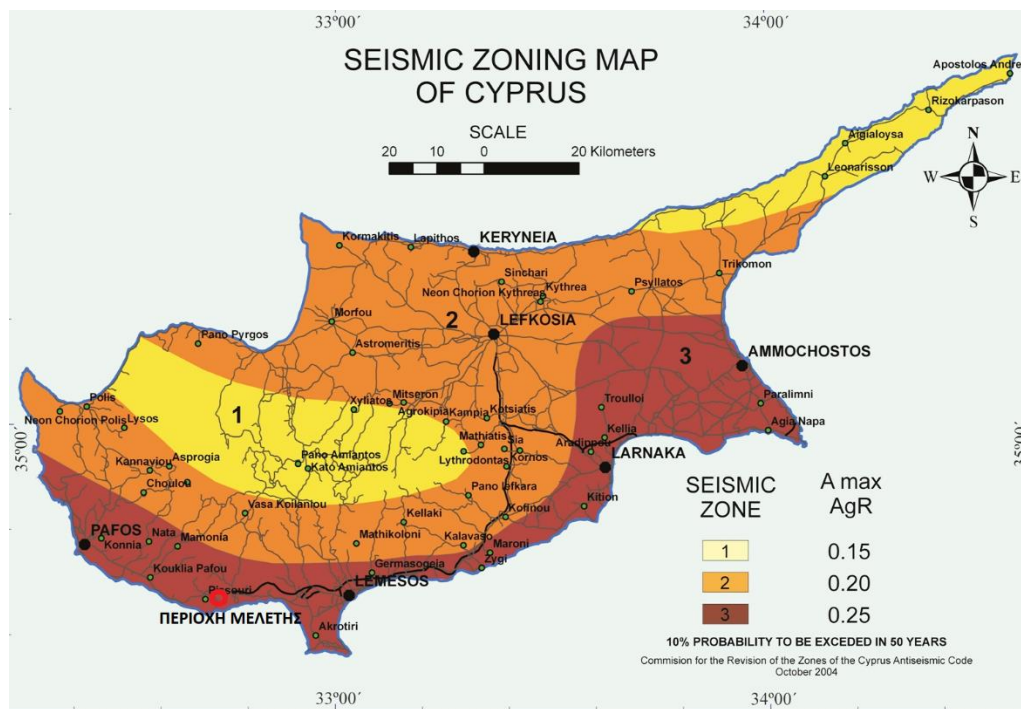 33°00′
34°00′
SEISMIC ZONING MAP
OF CYPRUS
SCALE
20 10 0 20 Kilometers
Apostolos Andre
Rizokarpason
Aigialoysa
Leonarisson
N
W E
S
Kormakitis
Lapithos
KERYNEIA
Sinchari
Neon Chorion Kythreas
Kythrea
Psyllatos
Trikomon
Morfou
2
LEFKOSIA
Pano Pyrgos
Astromeritis
3
AMMOCHOSTOS
Polis
Neon Chorion Polis
Lysos
1
Xyliatos
Mitseron
Agrokipia
Kampia
Kotsiatis
Troulloi
Paralimni
Agia Napa
35°00′
35°00′
Kannaviou
Asprogia
Choulou
Pano Amiantos
Kato Amiantos
Mathiatis
Sia
Lythrodontas
Kornos
Aradippou
Kellia
LARNAKA
Pano lefkara
Kition
Vasa Koilaniou
Kellaki
Kofinou
PAFOS
Konnia
Nata
Mamonia
Mathikoloni
Kalavasos
Maroni
Zygi
Kouklia Pafou
Germasogeia
LEMESOS
Pissouri
ΠΕΡΙΟΧΗ ΜΕΛΕΤΗΣ
Akrotiri
SEISMIC
ZONE
A max
AgR
1 0.15
2 0.20
3 0.25
10% PROBABILITY TO BE EXCEDED IN 50 YEARS
Commision for the Revision of the Zones of the Cyprus Antiseismic Code
October 2004
33°00′
34°00′